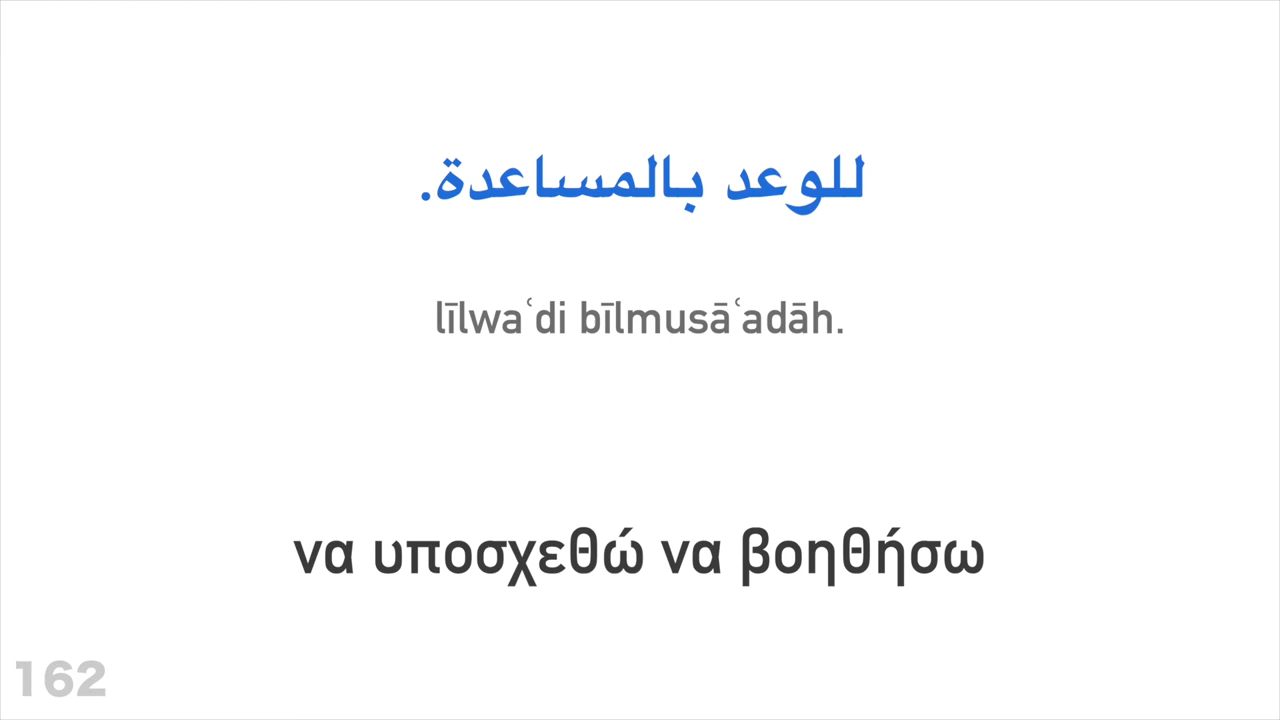 للوعد بالمساعدة.
līlwaʿdi bīlmusāʿadāh.
να υποσχεθώ να βοηθήσω
162